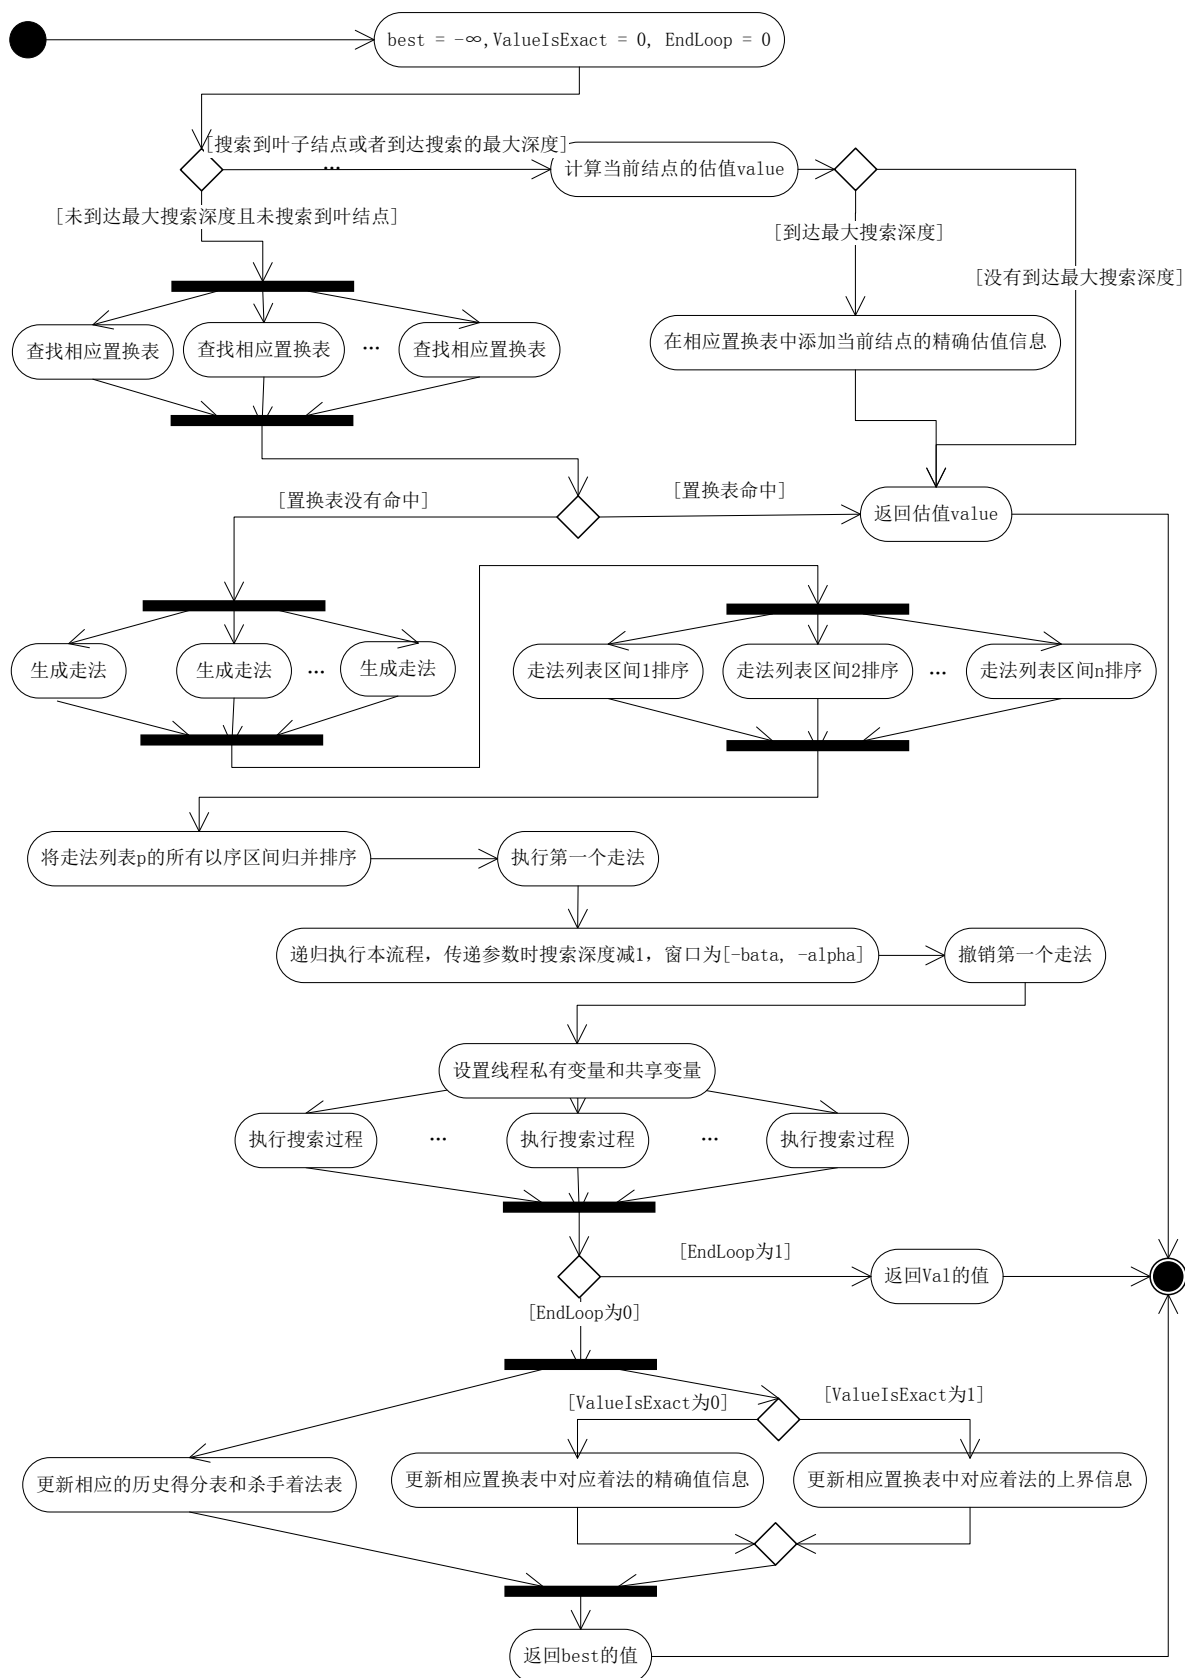 best = -∞,ValueIsExact = 0, EndLoop = 0
[搜索到叶子结点或者到达搜索的最大深度]
...
计算当前结点的估值value
[未到达最大搜索深度且未搜索到叶结点]
[到达最大搜索深度]
[没有到达最大搜索深度]
查找相应置换表
查找相应置换表
...
查找相应置换表
在相应置换表中添加当前结点的精确估值信息
[置换表没有命中]
[置换表命中]
返回估值value
生成走法
生成走法
...
生成走法
走法列表区间1排序
走法列表区间2排序
...
走法列表区间n排序
将走法列表p的所有以序区间归并排序
执行第一个走法
递归执行本流程，传递参数时搜索深度减1，窗口为[-bata, -alpha]
撤销第一个走法
设置线程私有变量和共享变量
执行搜索过程
...
执行搜索过程
...
执行搜索过程
[EndLoop为1]
返回Val的值
[EndLoop为0]
[ValueIsExact为0]
[ValueIsExact为1]
更新相应的历史得分表和杀手着法表
更新相应置换表中对应着法的精确值信息
更新相应置换表中对应着法的上界信息
返回best的值